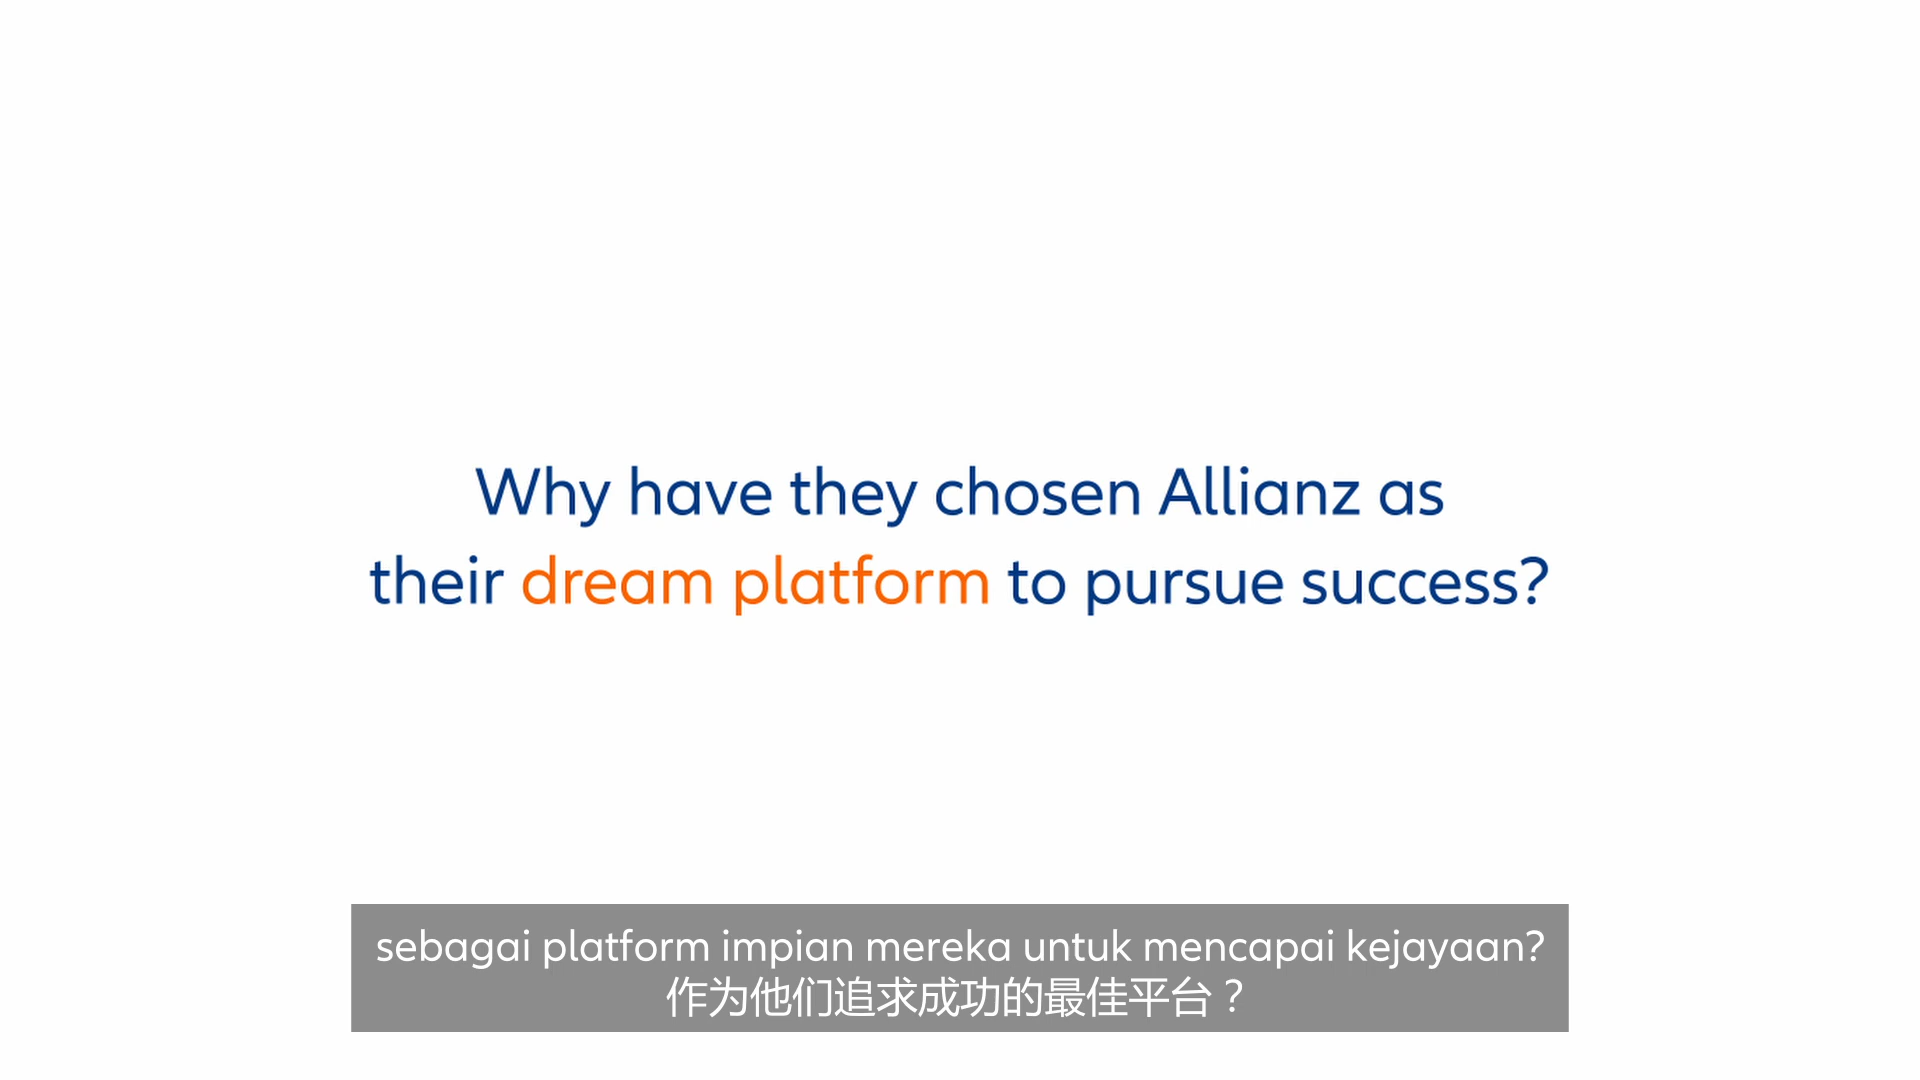 Why have they chosen Allianz as
their dream platform to pursue success?
sebagai platform impian mereka untuk mencapai kejayaan?
作为他们追求成功的最佳平台？